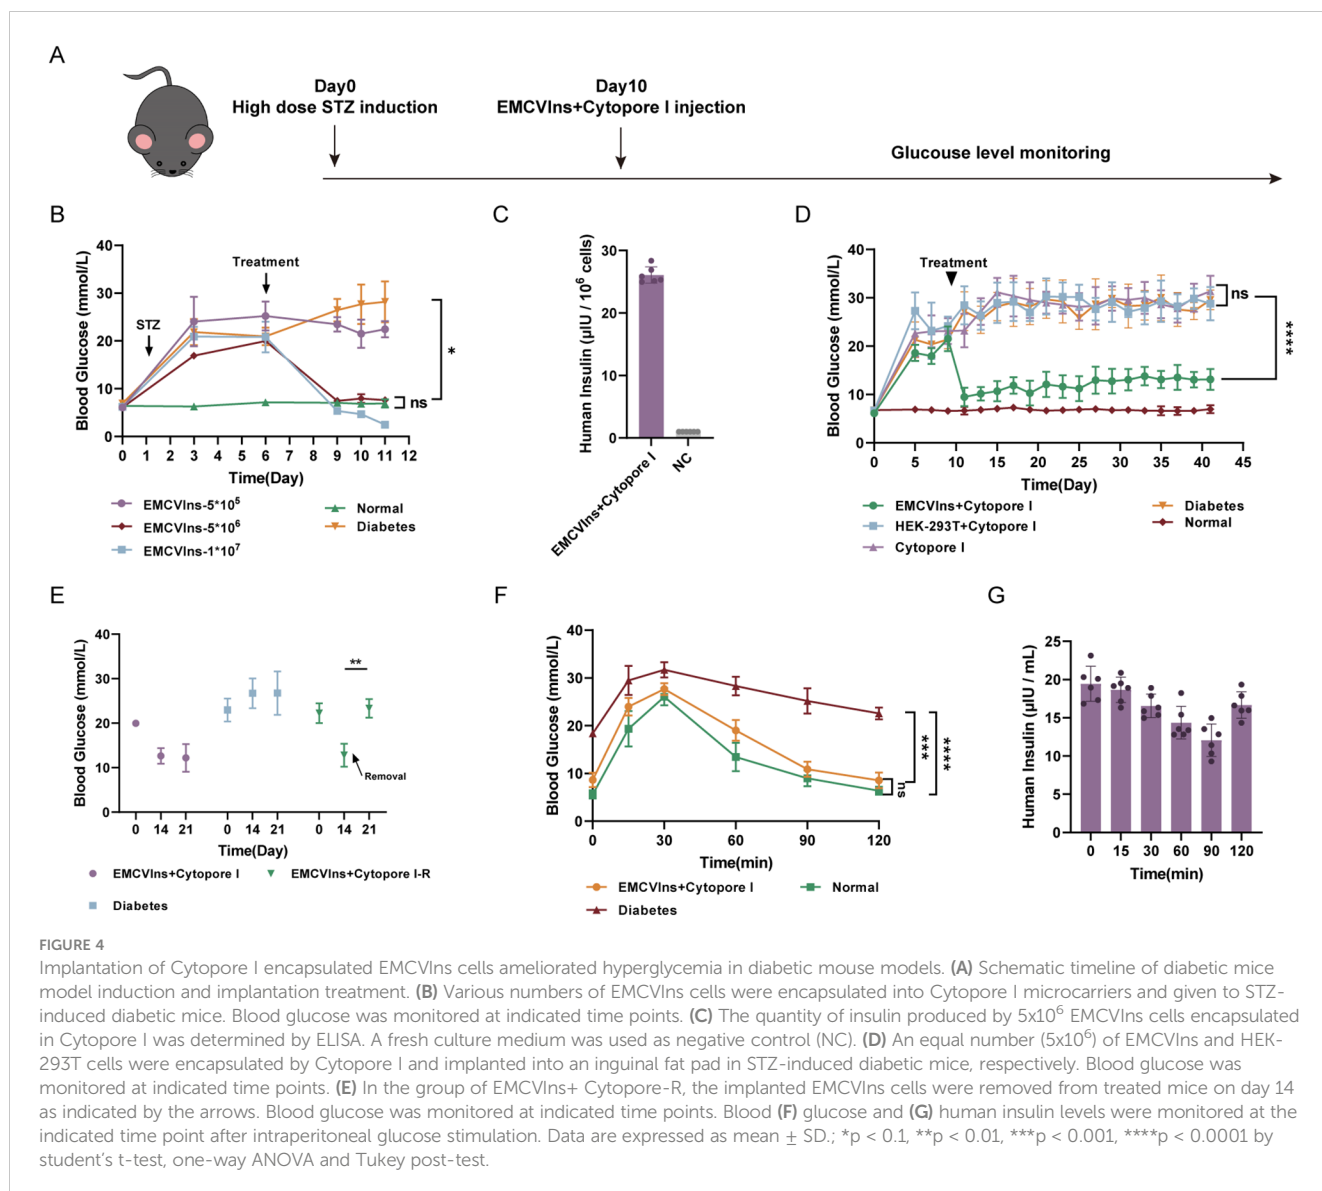 A
Day0
High dose STZ induction
Day10
EMCVIns+Cytopore I injection
Glucouse level monitoring
B
Blood Glucose (mmol/L)
40
30
20
10
0
STZ
Treatment
*
ns
0 1 2 3 4 5 6 7 8 9 10 11 12
Time(Day)
EMCVIns-5*10⁵
EMCVIns-5*10⁶
EMCVIns-1*10⁷
Normal
Diabetes
C
Human Insulin (μIU / 10⁶ cells)
30
20
10
0
EMCVIns+Cytopore I
NC
D
Blood Glucose (mmol/L)
40
30
20
10
0
Treatment
ns
****
0 5 10 15 20 25 30 35 40 45
Time(Day)
EMCVIns+Cytopore I
HEK-293T+Cytopore I
Cytopore I
Diabetes
Normal
E
Blood Glucose (mmol/L)
40
30
20
10
0
**
Removal
0 14 21 0 14 21 0 14 21
Time(Day)
EMCVIns+Cytopore I
EMCVIns+Cytopore I-R
Diabetes
F
Blood Glucose (mmol/L)
40
30
20
10
0
ns
***
****
0 30 60 90 120
Time(min)
EMCVIns+Cytopore I
Normal
Diabetes
G
Human Insulin (μIU / mL)
25
20
15
10
5
0
0 15 30 60 90 120
Time(min)
FIGURE 4
Implantation of Cytopore I encapsulated EMCVIns cells ameliorated hyperglycemia in diabetic mouse models. (A) Schematic timeline of diabetic mice
model induction and implantation treatment. (B) Various numbers of EMCVIns cells were encapsulated into Cytopore I microcarriers and given to STZ-
induced diabetic mice. Blood glucose was monitored at indicated time points. (C) The quantity of insulin produced by 5x10⁶ EMCVIns cells encapsulated
in Cytopore I was determined by ELISA. A fresh culture medium was used as negative control (NC). (D) An equal number (5x10⁶) of EMCVIns and HEK-
293T cells were encapsulated by Cytopore I and implanted into an inguinal fat pad in STZ-induced diabetic mice, respectively. Blood glucose was
monitored at indicated time points. (E) In the group of EMCVIns+ Cytopore-R, the implanted EMCVIns cells were removed from treated mice on day 14
as indicated by the arrows. Blood glucose was monitored at indicated time points. Blood (F) glucose and (G) human insulin levels were monitored at the
indicated time point after intraperitoneal glucose stimulation. Data are expressed as mean ± SD.; *p < 0.1, **p < 0.01, ***p < 0.001, ****p < 0.0001 by
student's t-test, one-way ANOVA and Tukey post-test.